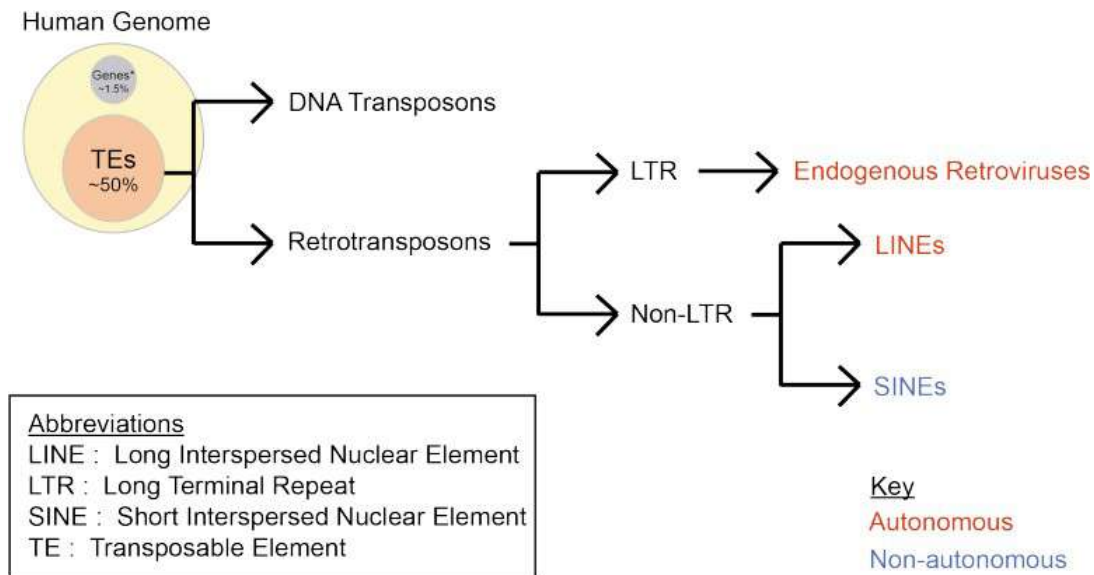 Human Genome
Genes*
~1.5%
TEs
~50%
DNA Transposons
Retrotransposons
LTR
Endogenous Retroviruses
Non-LTR
LINEs
SINEs
Abbreviations
LINE : Long Interspersed Nuclear Element
LTR : Long Terminal Repeat
SINE : Short Interspersed Nuclear Element
TE : Transposable Element
Key
Autonomous
Non-autonomous